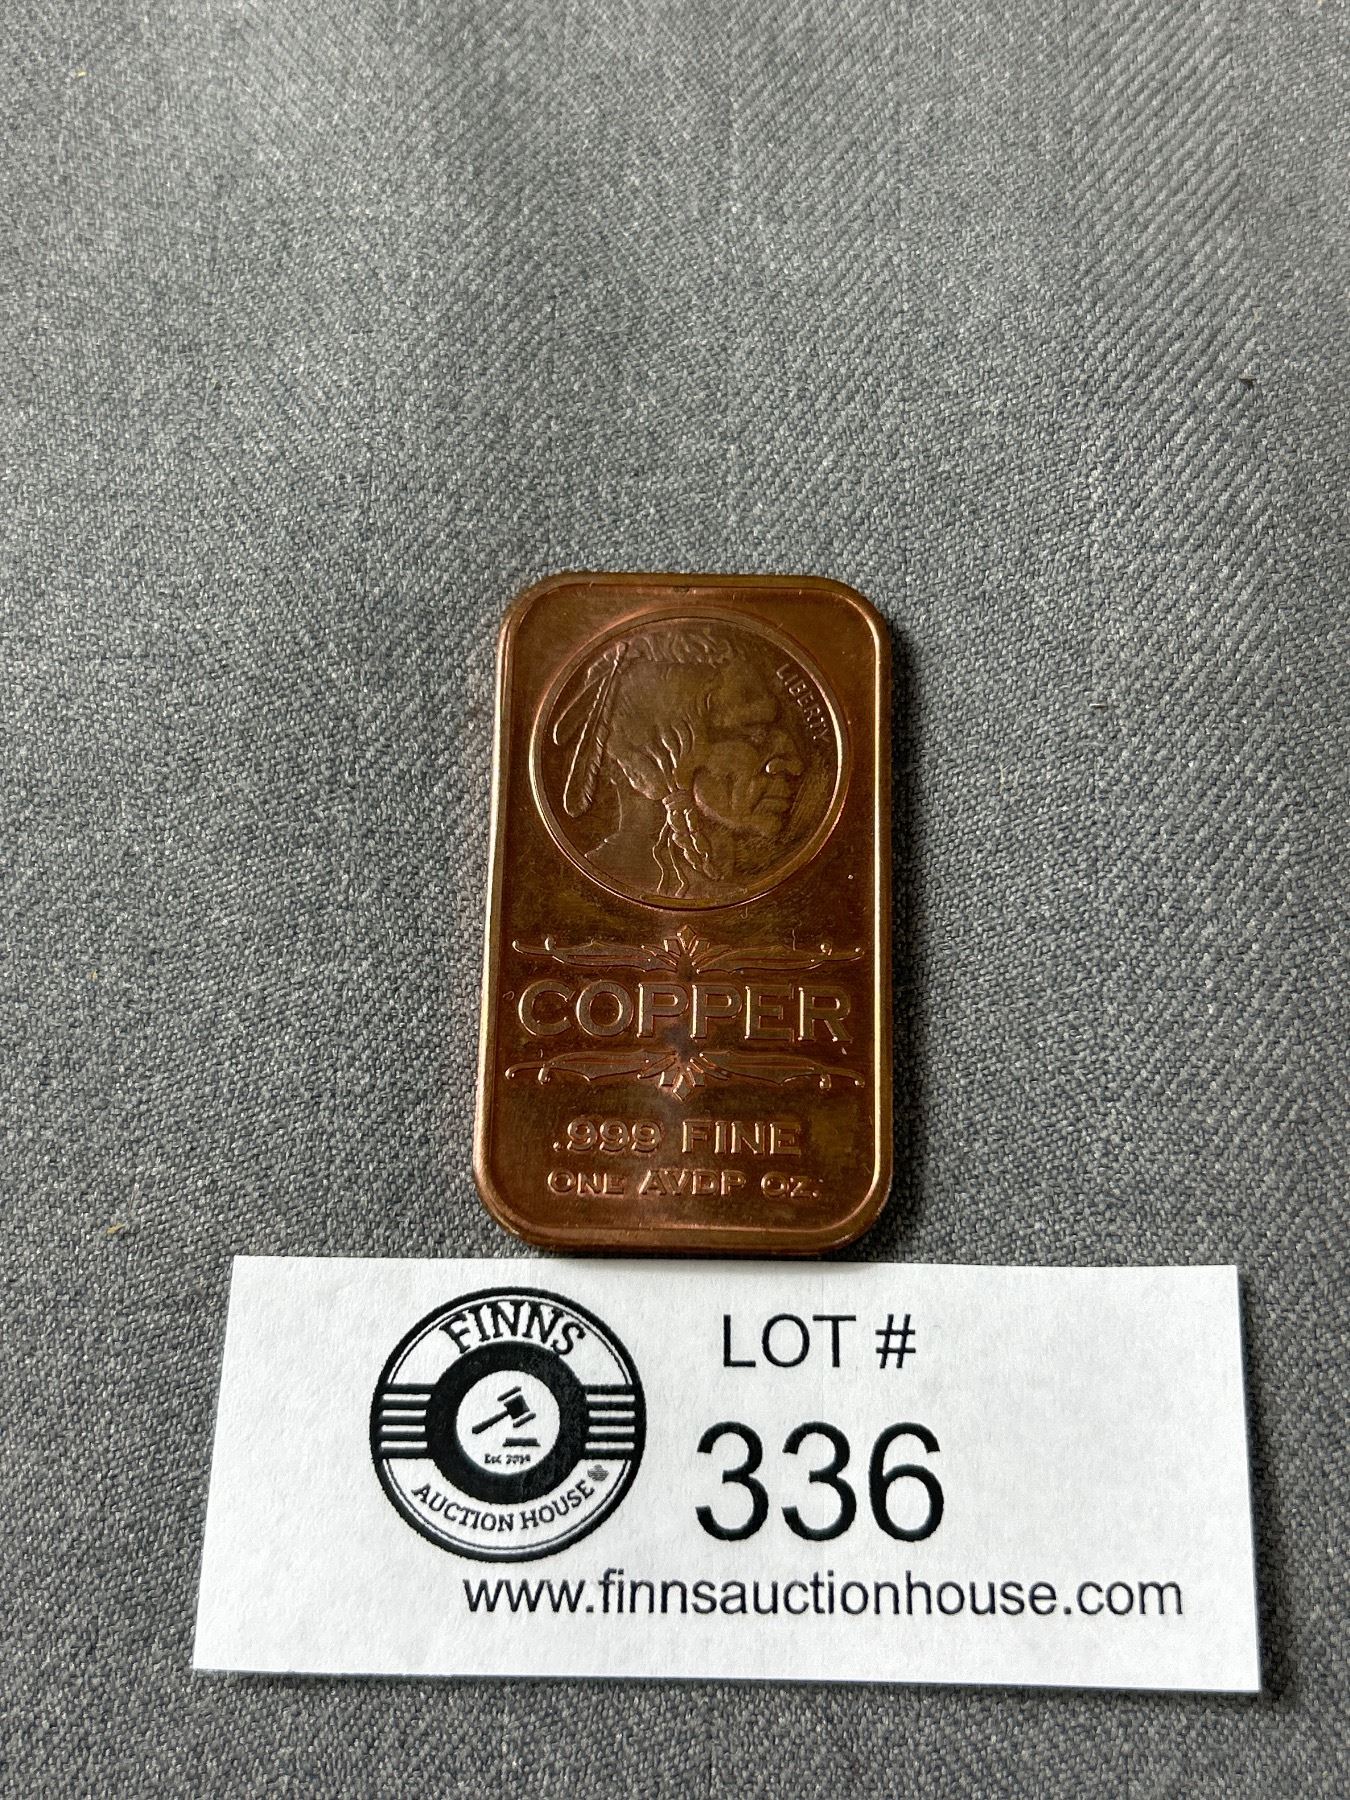 LIBERTY
COPPER
.999 FINE
ONE AVDP OZ.
FINNS
AUCTION HOUSE
LOT #
336
www.finnsauctionhouse.com